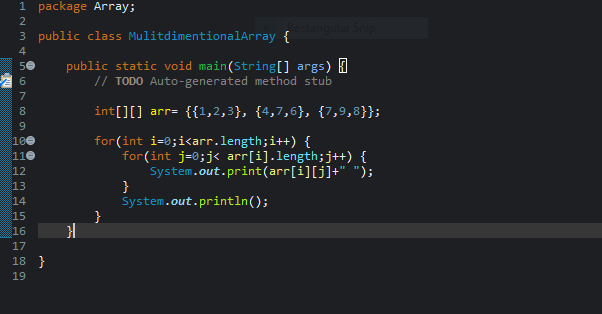 1 package Array;
2
Rectangular Snip
3 public class MulitdimentionalArray {
4
5 public static void main(String[] args) {
6 // TODO Auto-generated method stub
7
8 int[][] arr= {{1,2,3}, {4,7,6}, {7,9,8}};
9
10 for(int i=0;i<arr.length;i++) {
11 for(int j=0;j< arr[i].length;j++) {
12 System.out.print(arr[i][j]+" ");
13 }
14 System.out.println();
15 }
16 }
17
18 }
19